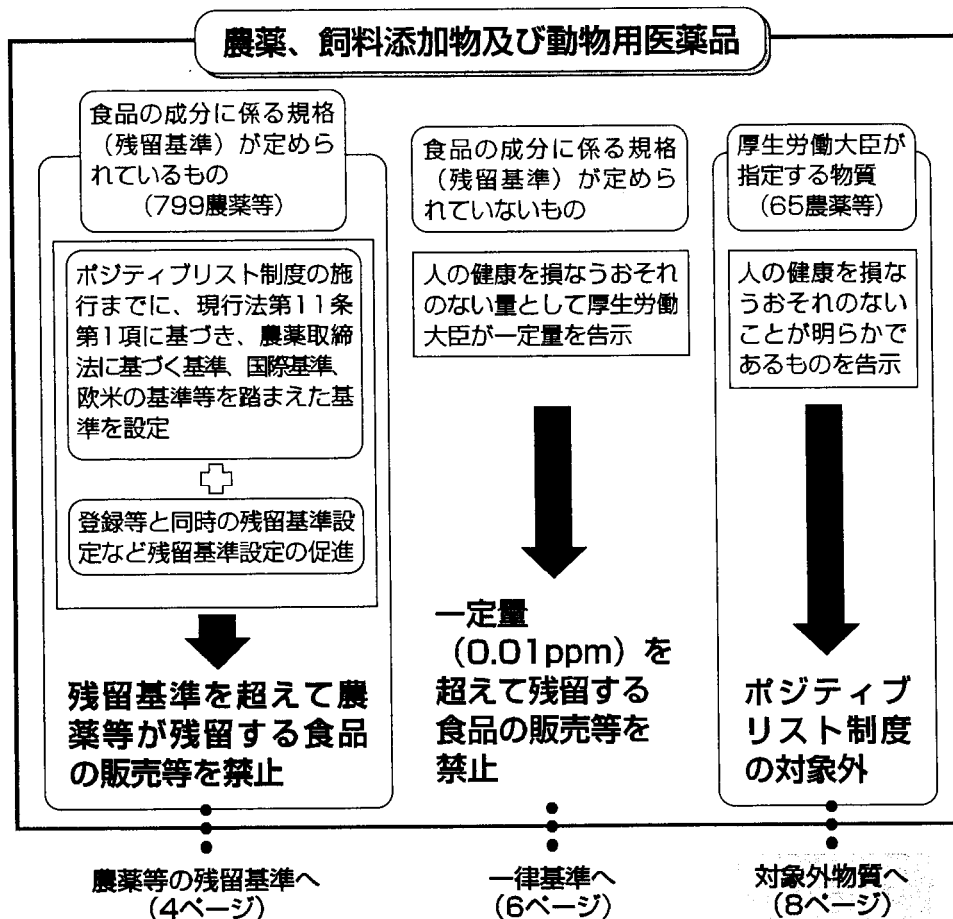 農薬、飼料添加物及び動物用医薬品
食品の成分に係る規格
（残留基準）が定めら
れているもの
（799農薬等）
ポジティブリスト制度の施
行までに、現行法第11条
第1項に基づき、農薬取締
法に基づく基準、国際基準、
欧米の基準等を踏まえた基
準を設定
登録等と同時の残留基準設
定など残留基準設定の促進
残留基準を超えて農
薬等が残留する食品
の販売等を禁止
農薬等の残留基準へ
（4ページ）
食品の成分に係る規格
（残留基準）が定めら
れていないもの
人の健康を損なうおそれ
のない量として厚生労働
大臣が一定量を告示
一定量
（0.01ppm）を
超えて残留する
食品の販売等を
禁止
一律基準へ
（6ページ）
厚生労働大臣が
指定する物質
（65農薬等）
人の健康を損な
うおそれのない
ことが明らかで
あるものを告示
ポジティブ
リスト制度
の対象外
対象外物質へ
（8ページ）